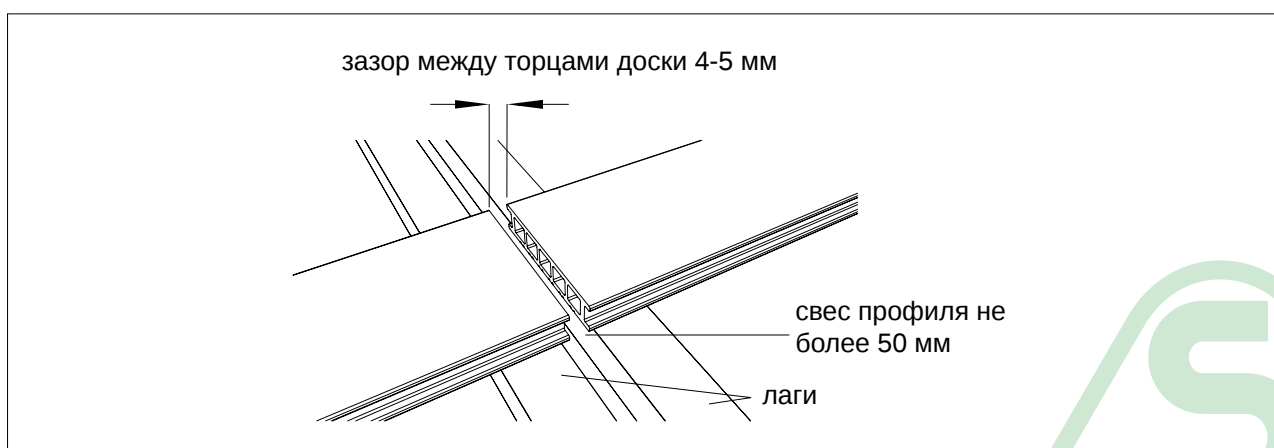 зазор между торцами доски 4-5 мм
свес профиля не
более 50 мм
лаги